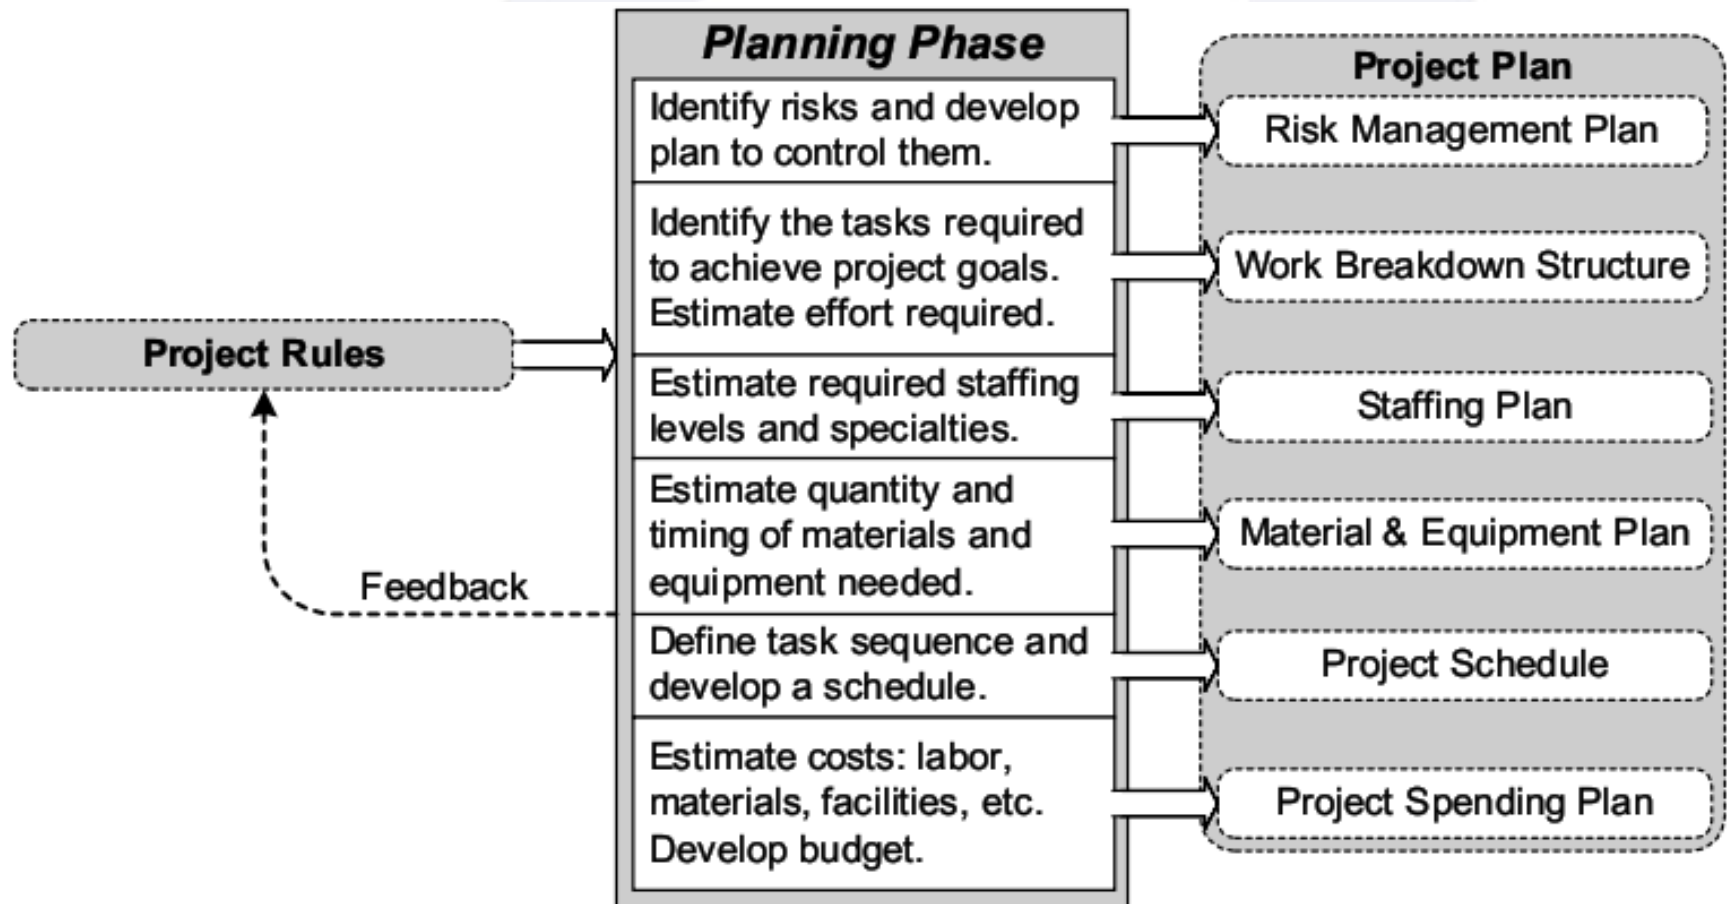 Planning Phase
Identify risks and develop
plan to control them.
Identify the tasks required
to achieve project goals.
Estimate effort required.
Estimate required staffing
levels and specialties.
Estimate quantity and
timing of materials and
equipment needed.
Define task sequence and
develop a schedule.
Estimate costs: labor,
materials, facilities, etc.
Develop budget.
Project Rules
Feedback
Project Plan
Risk Management Plan
Work Breakdown Structure
Staffing Plan
Material & Equipment Plan
Project Schedule
Project Spending Plan